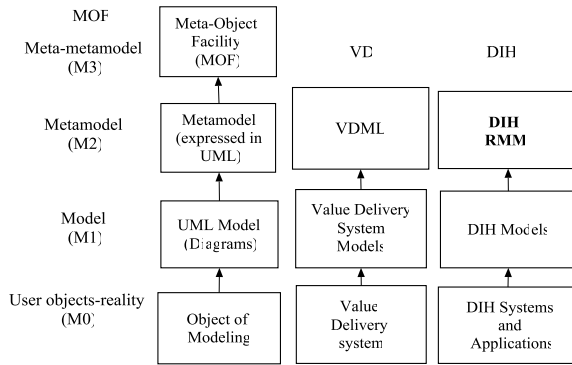 MOF
Meta-metamodel
(M3)
Meta-Object
Facility
(MOF)
VD
DIH
Metamodel
(M2)
Metamodel
(expressed in
UML)
VDML
DIH
RMM
Model
(M1)
UML Model
(Diagrams)
Value Delivery
System
Models
DIH Models
User objects-reality
(M0)
Object of
Modeling
Value
Delivery
system
DIH Systems
and
Applications